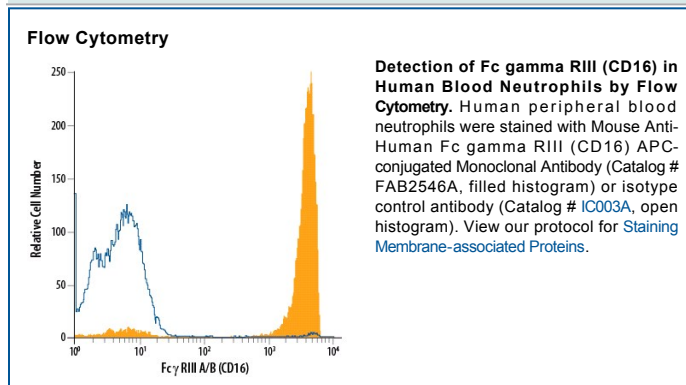 Flow Cytometry
Detection of Fc gamma RIII (CD16) in
Human Blood Neutrophils by Flow
Cytometry. Human peripheral blood
neutrophils were stained with Mouse Anti-
Human Fc gamma RIII (CD16) APC-
conjugated Monoclonal Antibody (Catalog #
FAB2546A, filled histogram) or isotype
control antibody (Catalog # IC003A, open
histogram). View our protocol for Staining
Membrane-associated Proteins.
Relative Cell Number
250
200
150
100
50
0
10⁰ 10¹ 10² 10³ 10⁴
Fc γ RIII A/B (CD16)